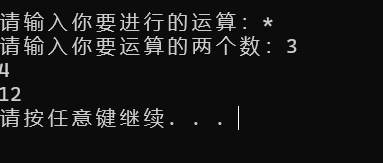 请输入你要进行的运算：*
请输入你要运算的两个数：3
4
12
请按任意键继续. . .